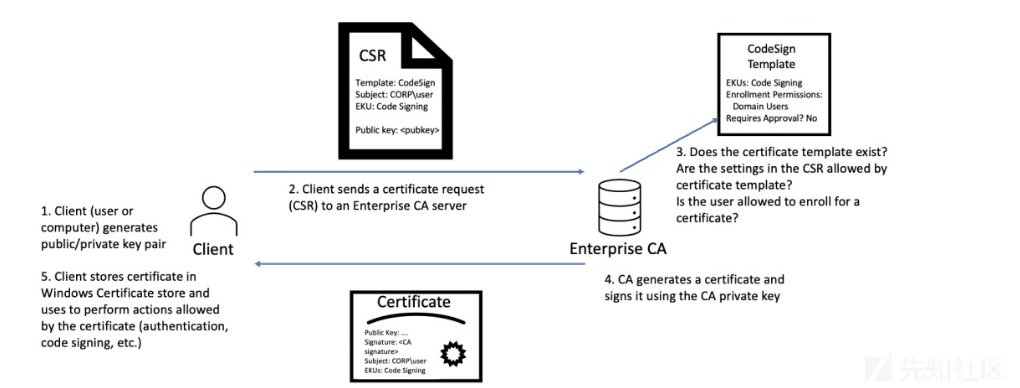 CSR
Template: CodeSign
Subject: CORP\user
EKU: Code Signing
Public key: <pubkey>
CodeSign
Template
EKUs: Code Signing
Enrollment Permissions:
Domain Users
Requires Approval? No
3. Does the certificate template exist?
Are the settings in the CSR allowed by
certificate template?
Is the user allowed to enroll for a
certificate?
2. Client sends a certificate request
(CSR) to an Enterprise CA server
1. Client (user or
computer) generates
public/private key pair
Client
Enterprise CA
5. Client stores certificate in
Windows Certificate store and
uses to perform actions allowed
by the certificate (authentication,
code signing, etc.)
4. CA generates a certificate and
signs it using the CA private key
Certificate
Public Key: ....
Signature: <CA
signature>
Subject: CORP\user
EKUs: Code Signing
先知社区